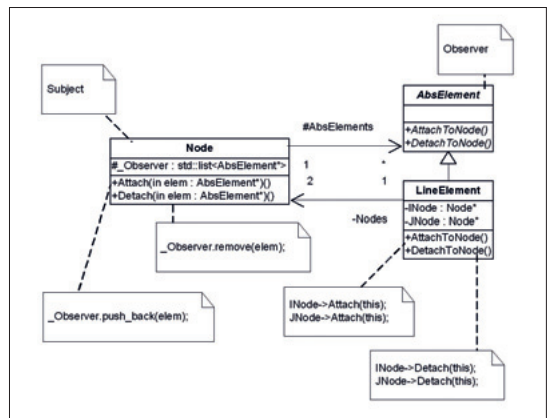 Observer
Subject
AbsElement
+AttachToNode()
+DetachToNode()
#AbsElements
1
*
Node
#_Observer : std::list<AbsElement*>
+Attach(in elem : AbsElement*)()
+Detach(in elem : AbsElement*)()
2
1
-Nodes
LineElement
-INode : Node*
-JNode : Node*
+AttachToNode()
+DetachToNode()
_Observer.remove(elem);
_Observer.push_back(elem);
INode->Attach(this);
JNode->Attach(this);
INode->Detach(this);
JNode->Detach(this);